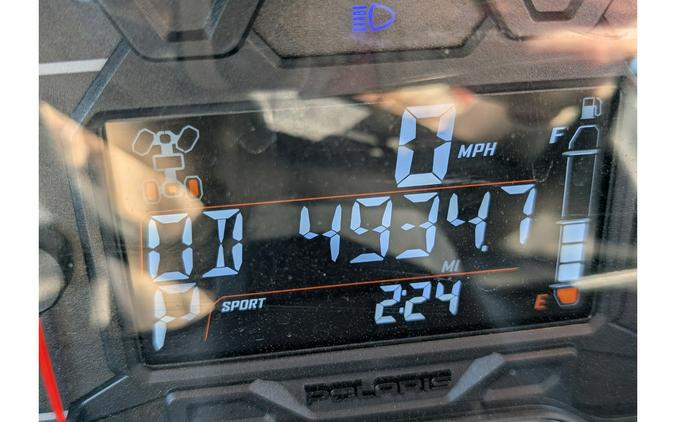 0 MPH
F
OD 4934.7
MI
P SPORT 2:24
E
POLARIS